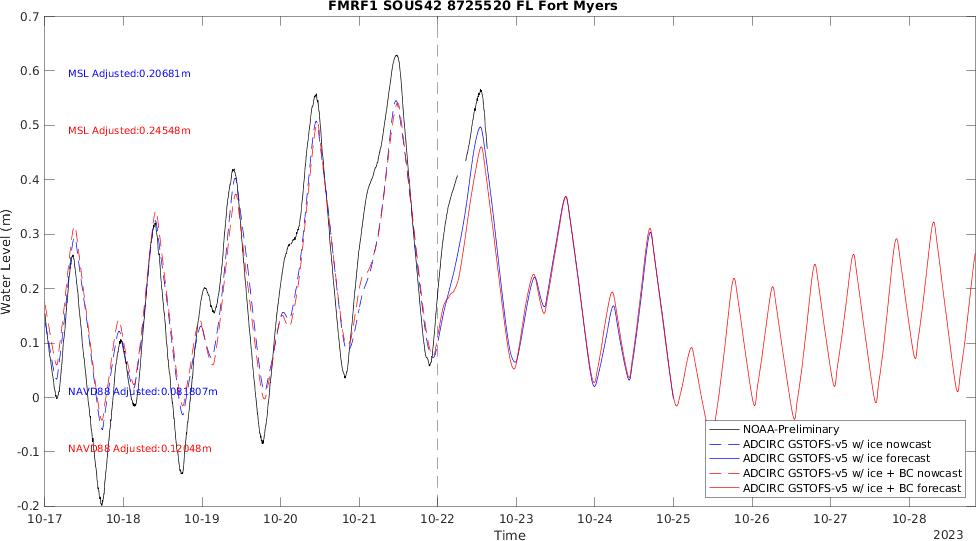 FMRF1 SOUS42 8725520 FL Fort Myers
0.7
0.6
0.5
0.4
0.3
0.2
0.1
0
-0.1
-0.2
Water Level (m)
MSL Adjusted:0.20681m
MSL Adjusted:0.24548m
NAVD88 Adjusted:0.081807m
NAVD88 Adjusted:0.12048m
NOAA-Preliminary
ADCIRC GSTOFS-v5 w/ ice nowcast
ADCIRC GSTOFS-v5 w/ ice forecast
ADCIRC GSTOFS-v5 w/ ice + BC nowcast
ADCIRC GSTOFS-v5 w/ ice + BC forecast
10-17 10-18 10-19 10-20 10-21 10-22 10-23 10-24 10-25 10-26 10-27 10-28
Time
2023